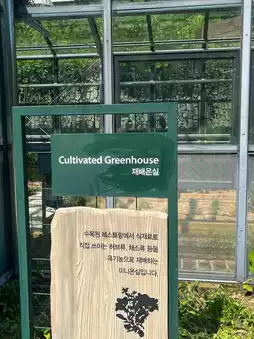 Cultivated Greenhouse
재배온실
수목원 레스토랑에서 식재료로
직접 쓰이는 허브류, 채소류 등을
유기농으로 재배하는
미니온실입니다.